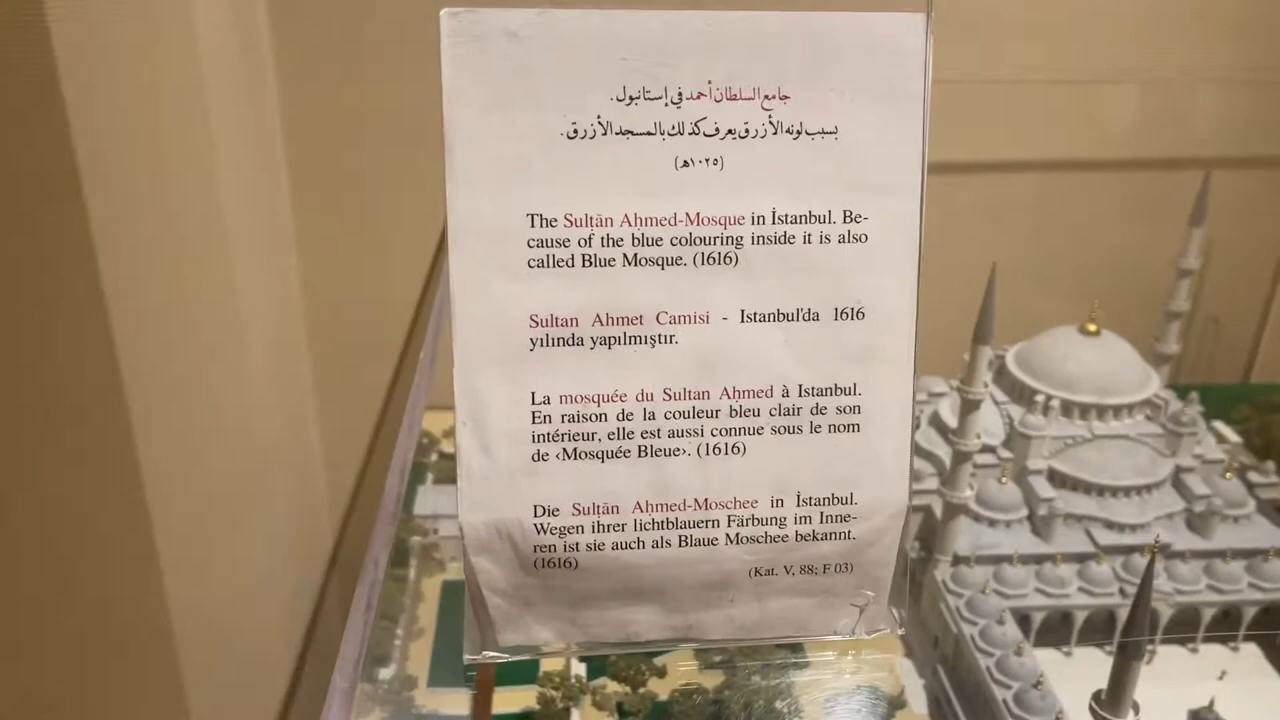 جامع السلطان أحمد في إستانبول.
بسبب لونه الأزرق يعرف كذلك بالمسجد الأزرق.
(١٠٢٥هـ)
The Sulṭān Aḥmed-Mosque in İstanbul. Be-
cause of the blue colouring inside it is also
called Blue Mosque. (1616)
Sultan Ahmet Camisi - Istanbul'da 1616
yılında yapılmıştır.
La mosquée du Sultan Aḥmed à Istanbul.
En raison de la couleur bleu clair de son
intérieur, elle est aussi connue sous le nom
de ‹Mosquée Bleue›. (1616)
Die Sulṭān Aḥmed-Moschee in İstanbul.
Wegen ihrer lichtblauern Färbung im Inne-
ren ist sie auch als Blaue Moschee bekannt.
(1616)
(Kat. V, 88; F 03)